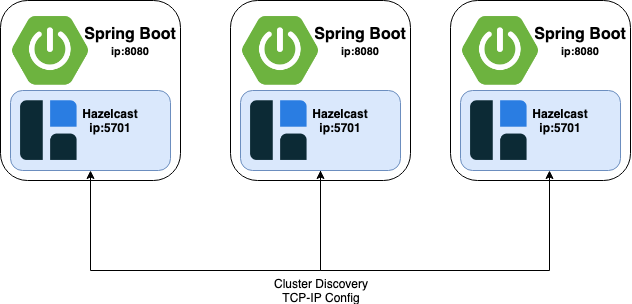 Spring Boot
ip:8080
Hazelcast
ip:5701
Spring Boot
ip:8080
Hazelcast
ip:5701
Spring Boot
ip:8080
Hazelcast
ip:5701
Cluster Discovery
TCP-IP Config